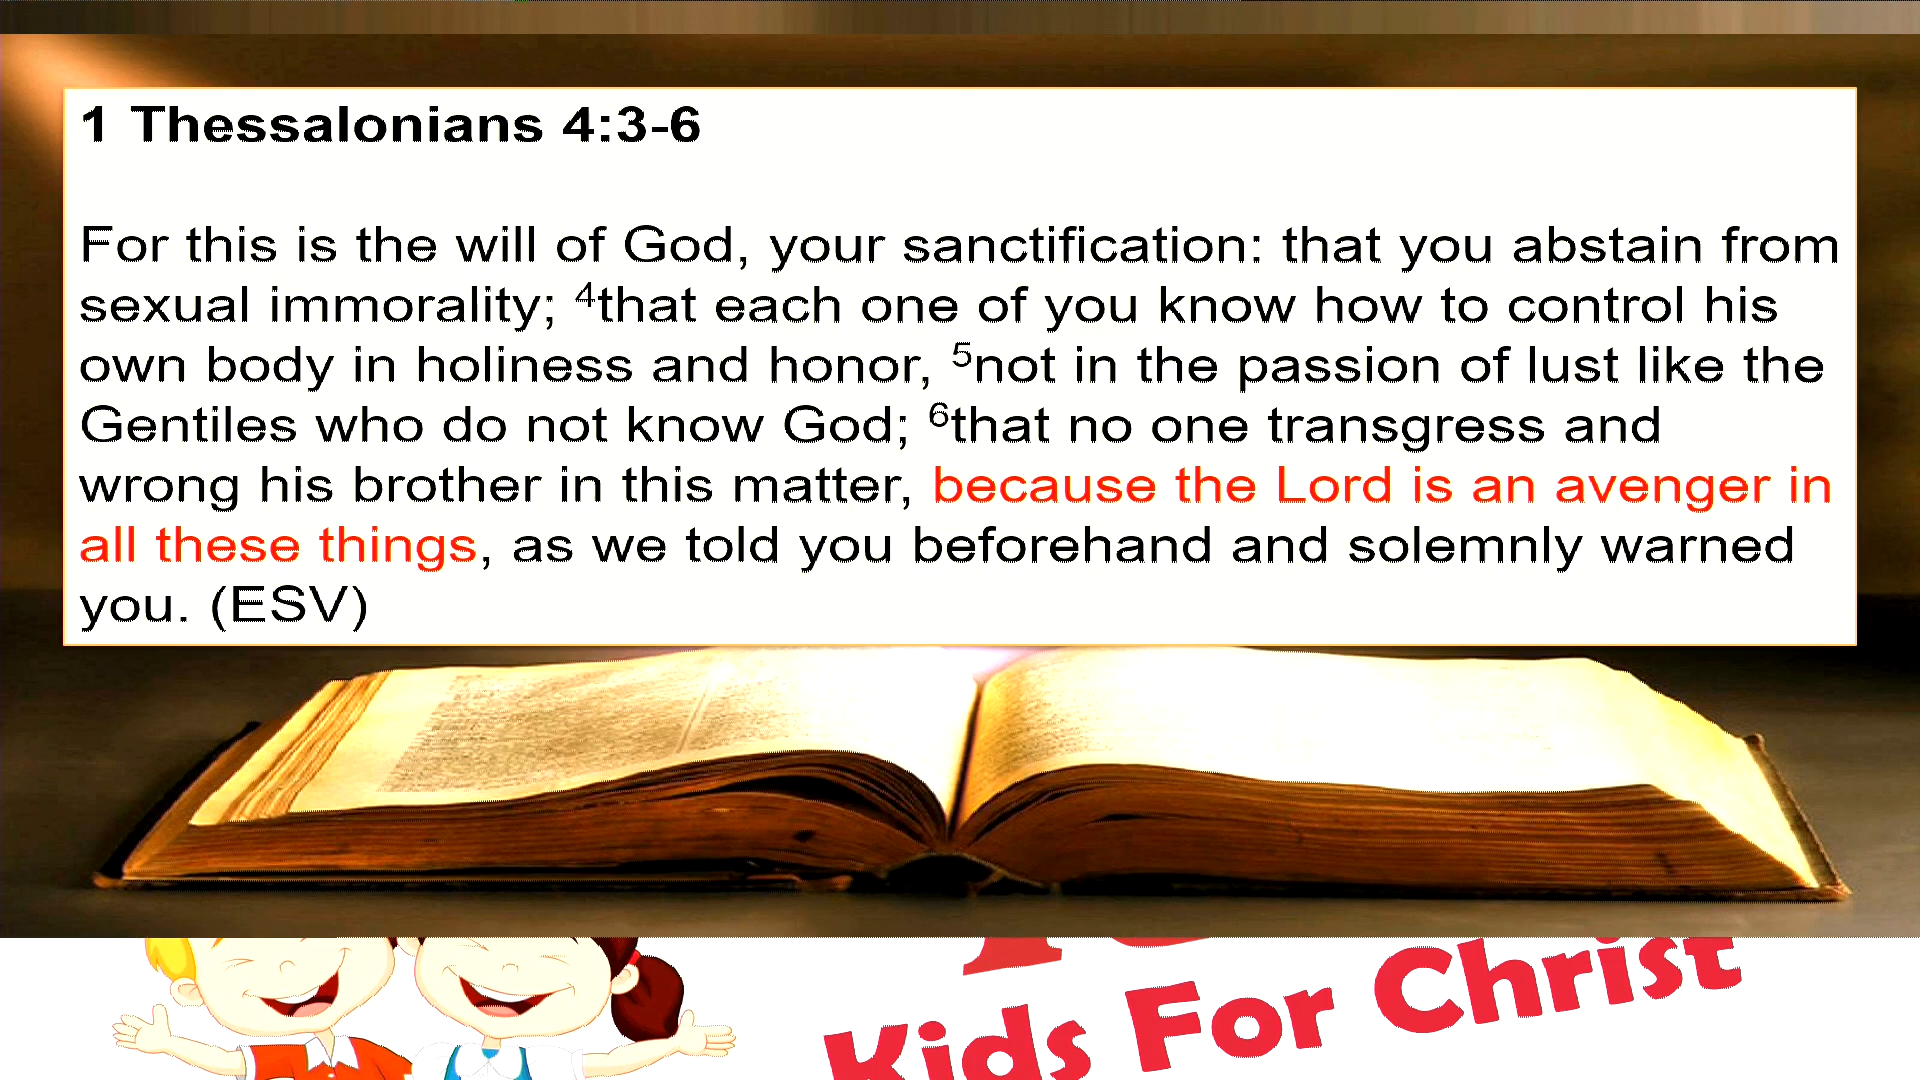 1 Thessalonians 4:3-6
For this is the will of God, your sanctification: that you abstain from
sexual immorality; ⁴that each one of you know how to control his
own body in holiness and honor, ⁵not in the passion of lust like the
Gentiles who do not know God; ⁶that no one transgress and
wrong his brother in this matter, because the Lord is an avenger in
all these things, as we told you beforehand and solemnly warned
you. (ESV)
Kids For Christ